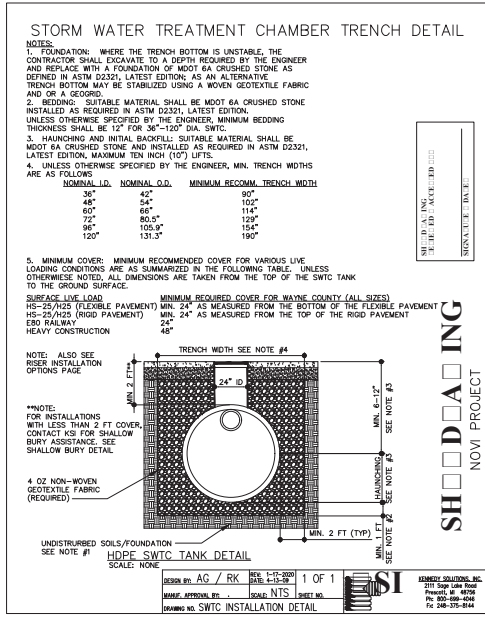 STORM WATER TREATMENT CHAMBER TRENCH DETAIL
NOTES:
1. FOUNDATION: WHERE THE TRENCH BOTTOM IS UNSTABLE, THE
CONTRACTOR SHALL EXCAVATE TO A DEPTH REQUIRED BY THE ENGINEER
AND REPLACE WITH A FOUNDATION OF MDOT 6A CRUSHED STONE AS
DEFINED IN ASTM D2321, LATEST EDITION; AS AN ALTERNATIVE
TRENCH BOTTOM MAY BE STABILIZED USING A WOVEN GEOTEXTILE FABRIC
AND OR A GEOGRID.
2. BEDDING: SUITABLE MATERIAL SHALL BE MDOT 6A CRUSHED STONE
INSTALLED AS REQUIRED IN ASTM D2321, LATEST EDITION.
UNLESS OTHERWISE SPECIFIED BY THE ENGINEER, MINIMUM BEDDING
THICKNESS SHALL BE 12" FOR 36"-120" DIA. SWTC.
3. HAUNCHING AND INITIAL BACKFILL: SUITABLE MATERIAL SHALL BE
MDOT 6A CRUSHED STONE AND INSTALLED AS REQUIRED IN ASTM D2321,
LATEST EDITION, MAXIMUM TEN INCH (10") LIFTS.
4. UNLESS OTHERWISE SPECIFIED BY THE ENGINEER, MIN. TRENCH WIDTHS
ARE AS FOLLOWS
NOMINAL I.D. NOMINAL O.D. MINIMUM RECOMM. TRENCH WIDTH
36" 42" 90"
48" 54" 102"
60" 66" 114"
72" 80.5" 129"
96" 105.9" 154"
120" 131.3" 190"
5. MINIMUM COVER: MINIMUM RECOMMENDED COVER FOR VARIOUS LIVE
LOADING CONDITIONS ARE AS SUMMARIZED IN THE FOLLOWING TABLE. UNLESS
OTHERWIESE NOTED, ALL DIMENSIONS ARE TAKEN FROM THE TOP OF THE SWTC TANK
TO THE GROUND SURFACE.
SURFACE LIVE LOAD MINIMUM REQUIRED COVER FOR WAYNE COUNTY (ALL SIZES)
HS-25/H25 (FLEXIBLE PAVEMENT) MIN. 24" AS MEASURED FROM THE BOTTOM OF THE FLEXIBLE PAVEMENT
HS-25/H25 (RIGID PAVEMENT) MIN. 24" AS MEASURED FROM THE TOP OF THE RIGID PAVEMENT
E80 RAILWAY 24"
HEAVY CONSTRUCTION 48"
NOTE: ALSO SEE
RISER INSTALLATION
OPTIONS PAGE
**NOTE:
FOR INSTALLATIONS
WITH LESS THAN 2 FT COVER,
CONTACT KSI FOR SHALLOW
BURY ASSISTANCE. SEE
SHALLOW BURY DETAIL
4 OZ NON-WOVEN
GEOTEXTILE FABRIC
(REQUIRED)
UNDISTRURBED SOILS/FOUNDATION
SEE NOTE #1
TRENCH WIDTH SEE NOTE #4
MIN. 2 FT**
24" ID
MIN. 6-12"
SEE NOTE #3
HAUNCHING
SEE NOTE #3
MIN. 1 FT
SEE NOTE #2
MIN. 2 FT (TYP)
HDPE SWTC TANK DETAIL
SCALE: NONE
SH□□D□A□ING
NOVI PROJECT
DESIGN BY: AG / RK
REV: 1-17-2020
DATE: 4-13-09
1 OF 1
MANUF. APPROVAL BY: .
SCALE: NTS
SHEET NO.
DRAWING NO. SWTC INSTALLATION DETAIL
SI
KENNEDY SOLUTIONS, INC.
2111 Sage Lake Road
Prescott, MI 48756
Ph: 800-699-4046
Fx: 248-375-8144